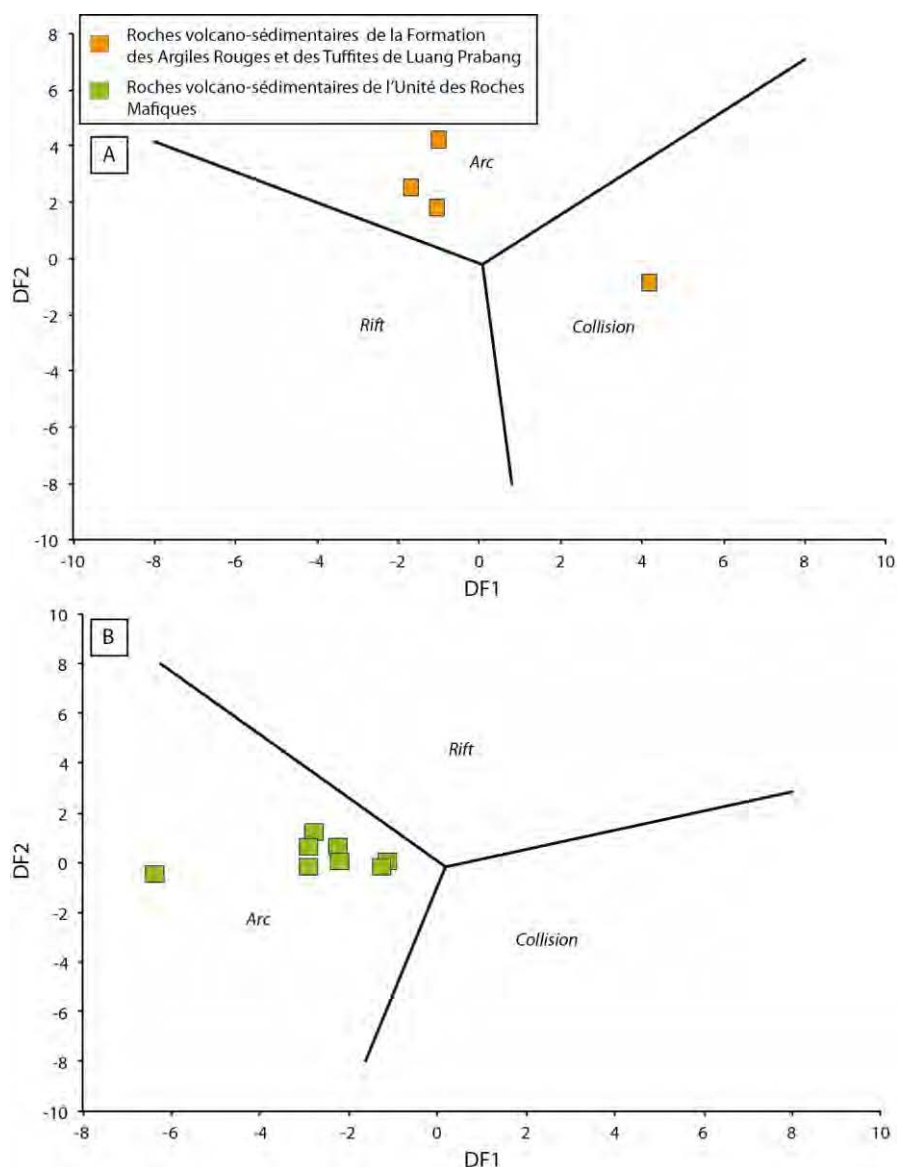 Roches volcano-sédimentaires de la Formation
des Argiles Rouges et des Tuffites de Luang Prabang
Roches volcano-sédimentaires de l'Unité des Roches
Mafiques
8
6
4
2
0
-2
-4
-6
-8
-10
DF2
A
Arc
Rift
Collision
-10
-8
-6
-4
-2
0
2
4
6
8
10
DF1
10
8
6
4
2
0
-2
-4
-6
-8
-10
DF2
B
Rift
Arc
Collision
-8
-6
-4
-2
0
2
4
6
8
10
DF1